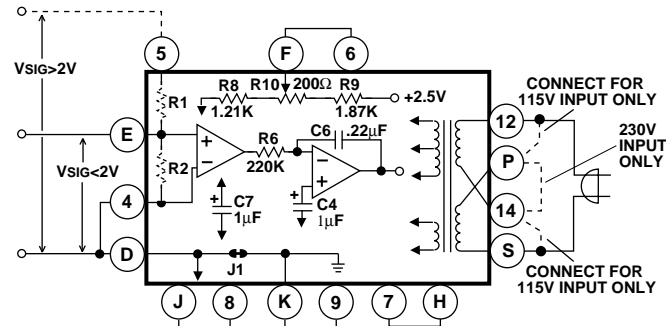 5
F
6
VSIG>2V
R1
R8
1.21K
R10
200Ω
R9
1.87K
+2.5V
CONNECT FOR
115V INPUT ONLY
12
E
+
−
R6
220K
C6
.22µF
−
+
P
230V
INPUT
ONLY
VSIG<2V
R2
4
+
C7
1µF
+
C4
1µF
14
D
J1
S
CONNECT FOR
115V INPUT ONLY
J
8
K
9
7
H